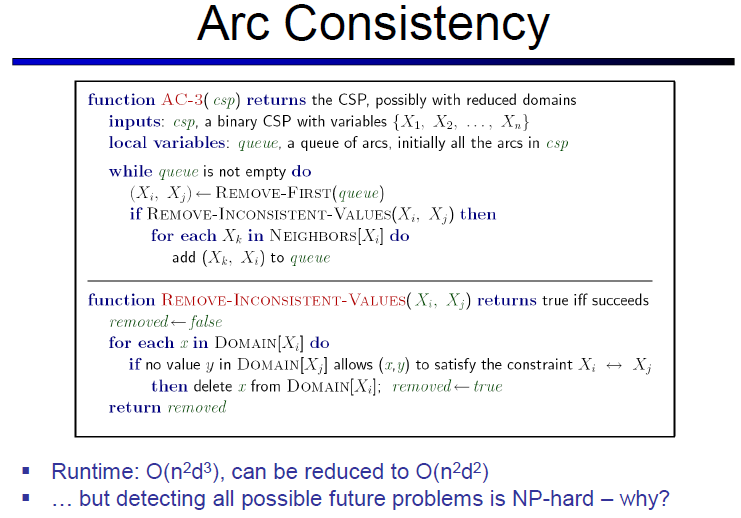 Arc Consistency
function AC-3( csp) returns the CSP, possibly with reduced domains
inputs: csp, a binary CSP with variables {X₁, X₂, ..., Xₙ}
local variables: queue, a queue of arcs, initially all the arcs in csp
while queue is not empty do
(Xᵢ, Xⱼ) ← REMOVE-FIRST(queue)
if REMOVE-INCONSISTENT-VALUES(Xᵢ, Xⱼ) then
for each Xₖ in NEIGHBORS[Xᵢ] do
add (Xₖ, Xᵢ) to queue
function REMOVE-INCONSISTENT-VALUES( Xᵢ, Xⱼ) returns true iff succeeds
removed ← false
for each x in DOMAIN[Xᵢ] do
if no value y in DOMAIN[Xⱼ] allows (x,y) to satisfy the constraint Xᵢ ↔ Xⱼ
then delete x from DOMAIN[Xᵢ]; removed ← true
return removed
▪ Runtime: O(n²d³), can be reduced to O(n²d²)
▪ … but detecting all possible future problems is NP-hard – why?